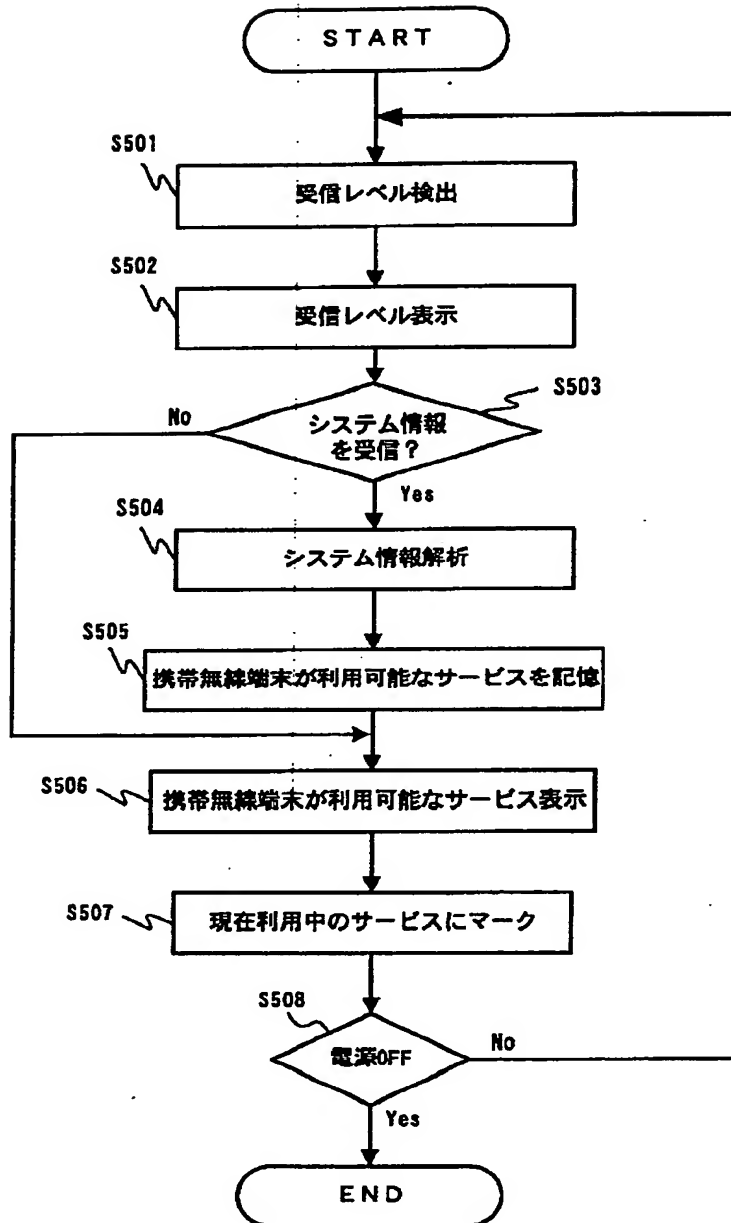 START
S501
受信レベル検出
S502
受信レベル表示
S503
No
システム情報
を受信？
Yes
S504
システム情報解析
S505
携帯無線端末が利用可能なサービスを記憶
S506
携帯無線端末が利用可能なサービス表示
S507
現在利用中のサービスにマーク
S508
電源OFF
No
Yes
END